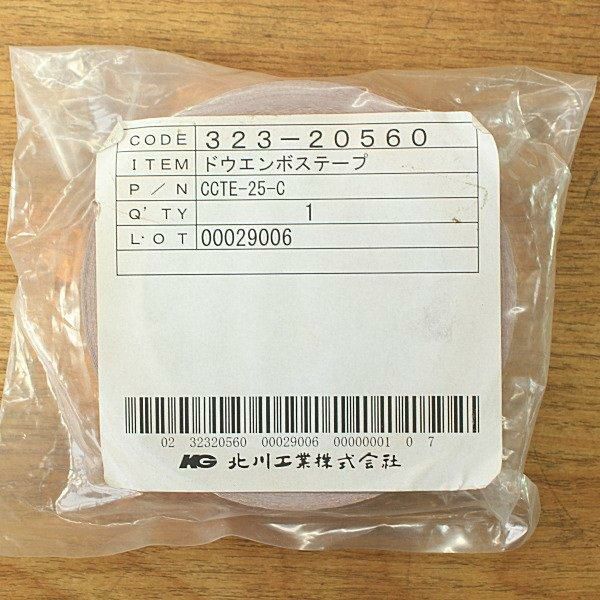 CODE 323-20560
ITEM ドウエンボステープ
P/N CCTE-25-C
Q'TY 1
LOT 00029006
02 32320560 00029006 00000001 0 7
KG 北川工業株式会社